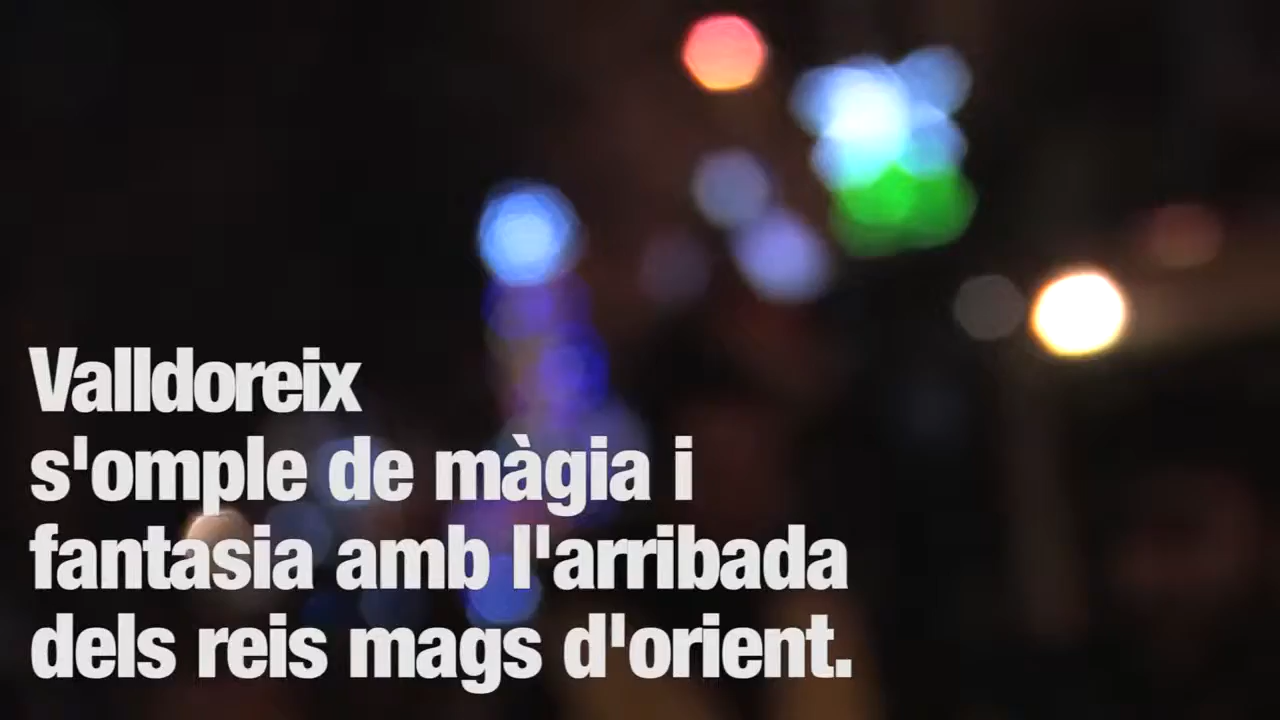 Valldoreix
s'omple de màgia i
fantasia amb l'arribada
dels reis mags d'orient.